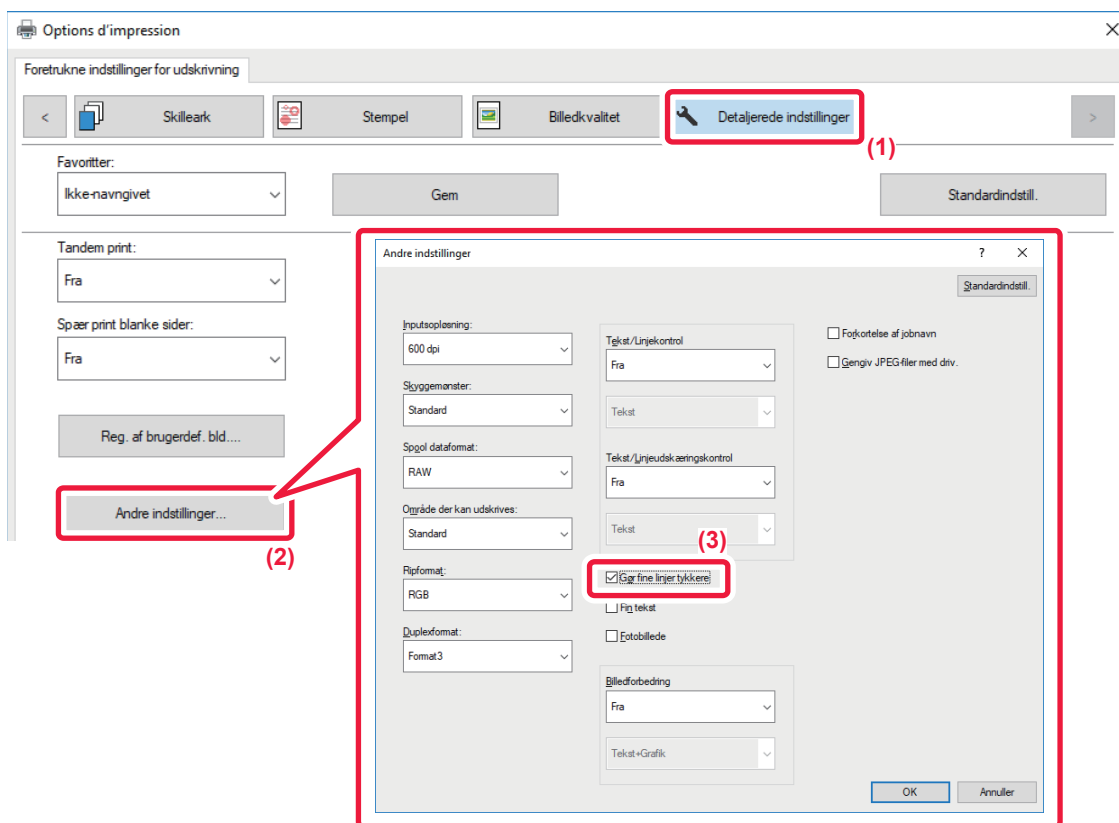 Options d'impression
Foretrukne indstillinger for udskrivning
< Skilleark Stempel Billedkvalitet Detaljerede indstillinger >
(1)
Favoritter:
Ikke-navngivet Gem Standardindstill.
Tandem print:
Fra
Spær print blanke sider:
Fra
Reg. af brugerdef. bld....
Andre indstillinger...
(2)
Andre indstillinger ?
Standardindstill.
Inputsopløsning:
600 dpi
Skyggemønster:
Standard
Spool dataformat:
RAW
Område der kan udskrives:
Standard
Ripformat:
RGB
Duplexformat:
Format3
Tekst/Linjekontrol
Fra
Tekst
Tekst/Linjeudskæringskontrol
Fra
Tekst
(3)
Gør fine linjer tykkere
Fin tekst
Fotobillede
Billedforbedring
Fra
Tekst+Grafik
Forkortelse af jobnavn
Gengiv JPEG-filer med driv.
OK Annuller